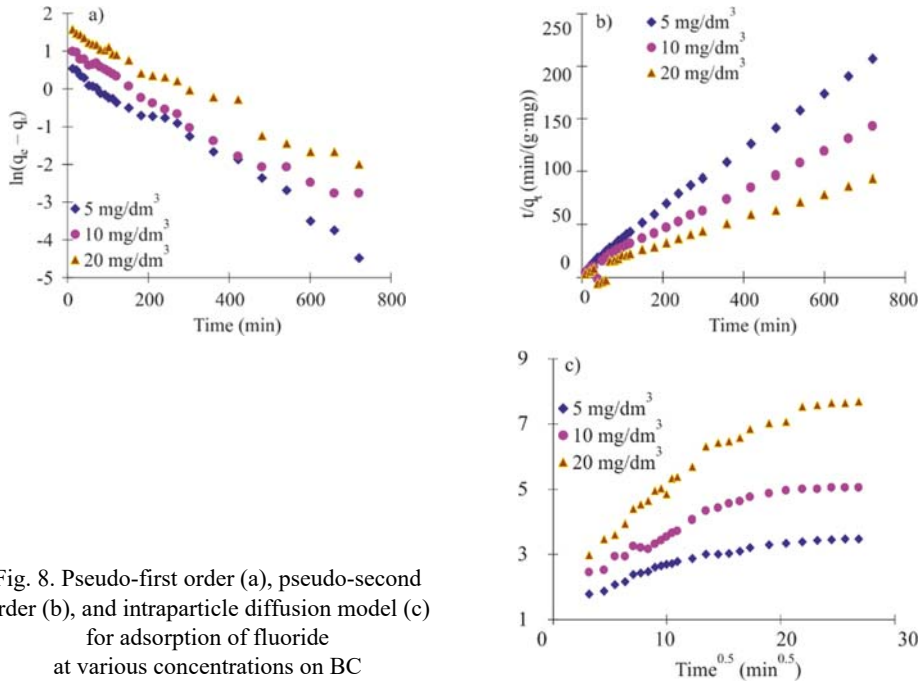 a)
2
1
0
-1
-2
-3
-4
-5
ln(qₑ − qₜ)
5 mg/dm³
10 mg/dm³
20 mg/dm³
0 200 400 600 800
Time (min)
b)
5 mg/dm³
10 mg/dm³
20 mg/dm³
250
200
150
100
50
0
t/qₜ (min/(g·mg))
0 200 400 600 800
Time (min)
c)
9
7
5
3
1
5 mg/dm³
10 mg/dm³
20 mg/dm³
0 10 20 30
Time⁰·⁵ (min⁰·⁵)
Fig. 8. Pseudo-first order (a), pseudo-second
rder (b), and intraparticle diffusion model (c)
for adsorption of fluoride
at various concentrations on BC